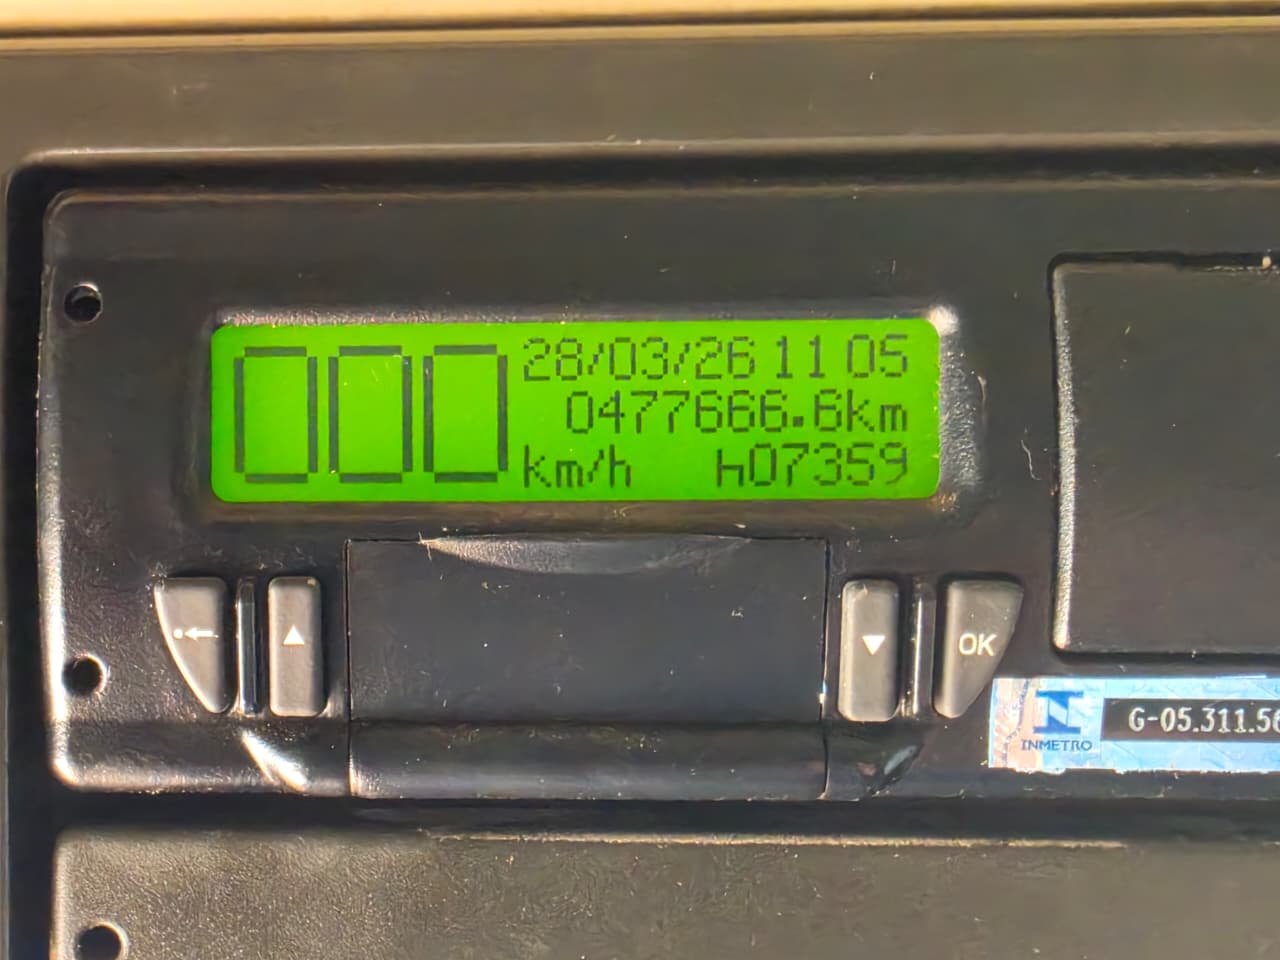 000
28/03/26 11 05
0477666.6km
km/h h07359
OK
INMETRO
G-05.311.56